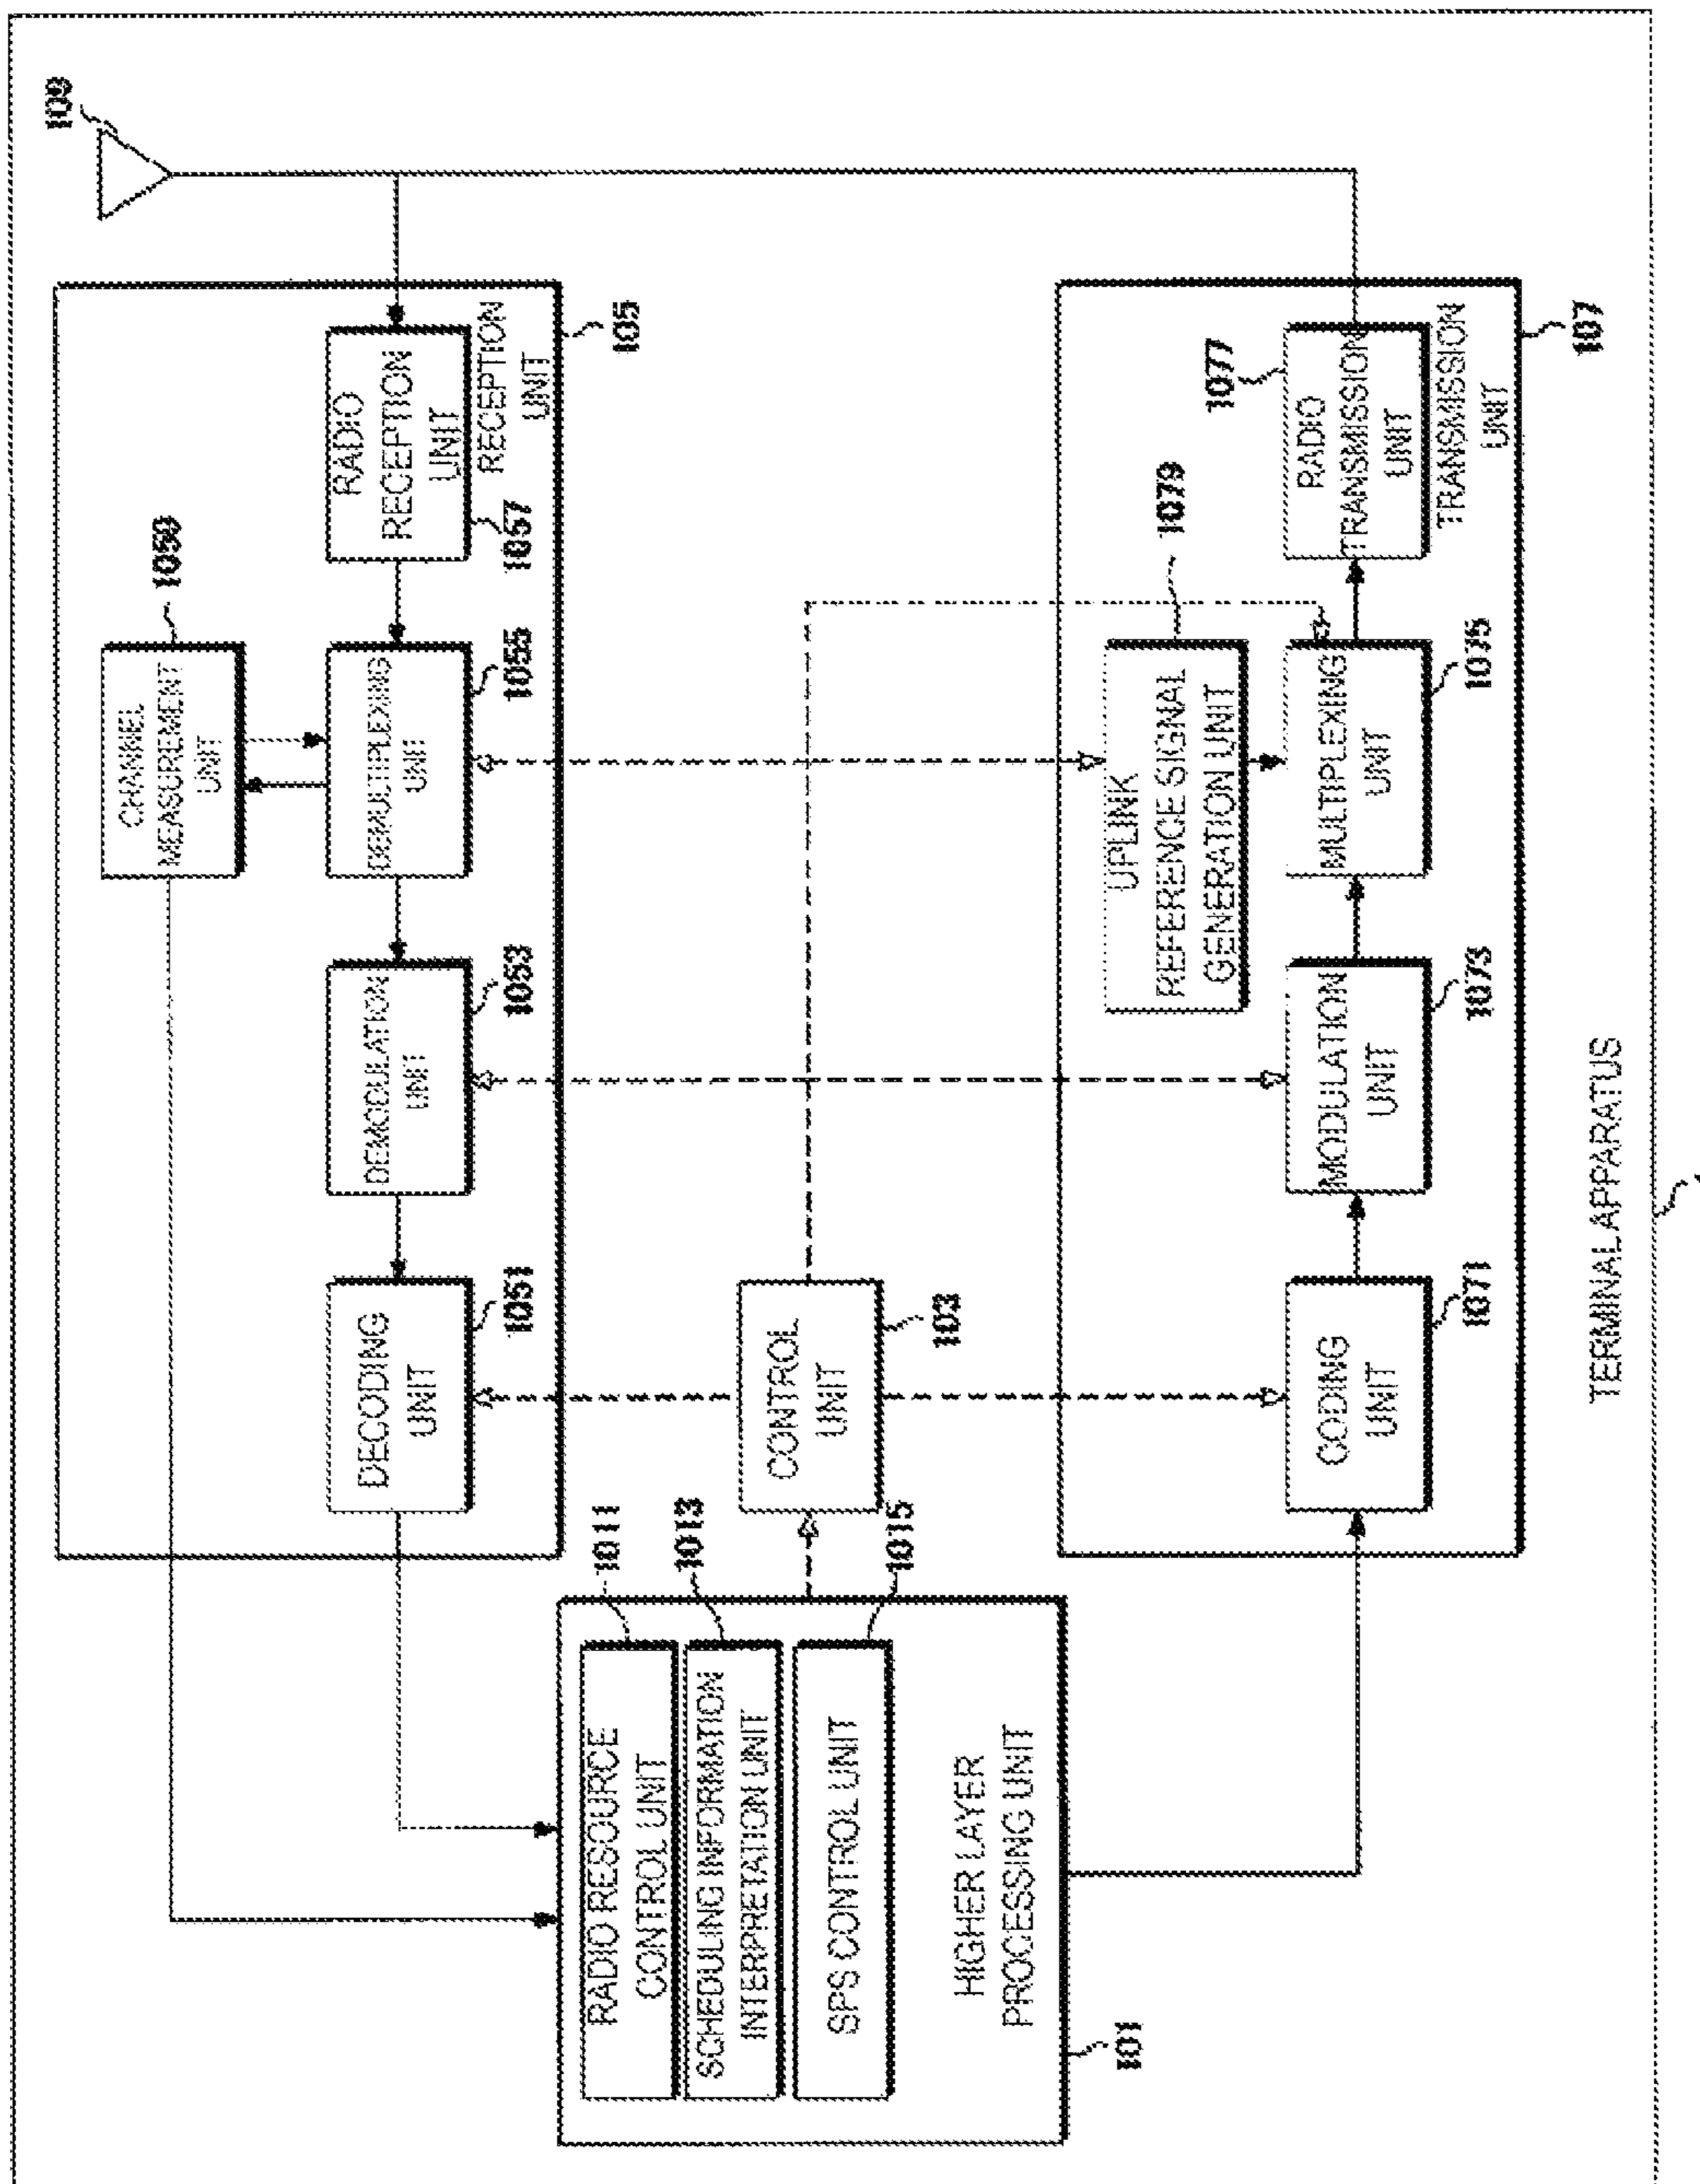 109
CHANNEL
MEASUREMENT
UNIT
1059
RADIO
RECEPTION
UNIT
1057
RECEPTION
UNIT
105
DEMULTIPLEXING
UNIT
1055
DEMODULATION
UNIT
1053
DECODING
UNIT
1051
RADIO RESOURCE
CONTROL UNIT
1011
SCHEDULING INFORMATION
INTERPRETATION UNIT
1013
SPS CONTROL UNIT
1015
HIGHER LAYER
PROCESSING UNIT
101
CONTROL
UNIT
103
UPLINK
REFERENCE SIGNAL
GENERATION UNIT
1079
CODING
UNIT
1071
MODULATION
UNIT
1073
MULTIPLEXING
UNIT
1075
RADIO
TRANSMISSION
UNIT
1077
TRANSMISSION
UNIT
107
TERMINAL APPARATUS
1